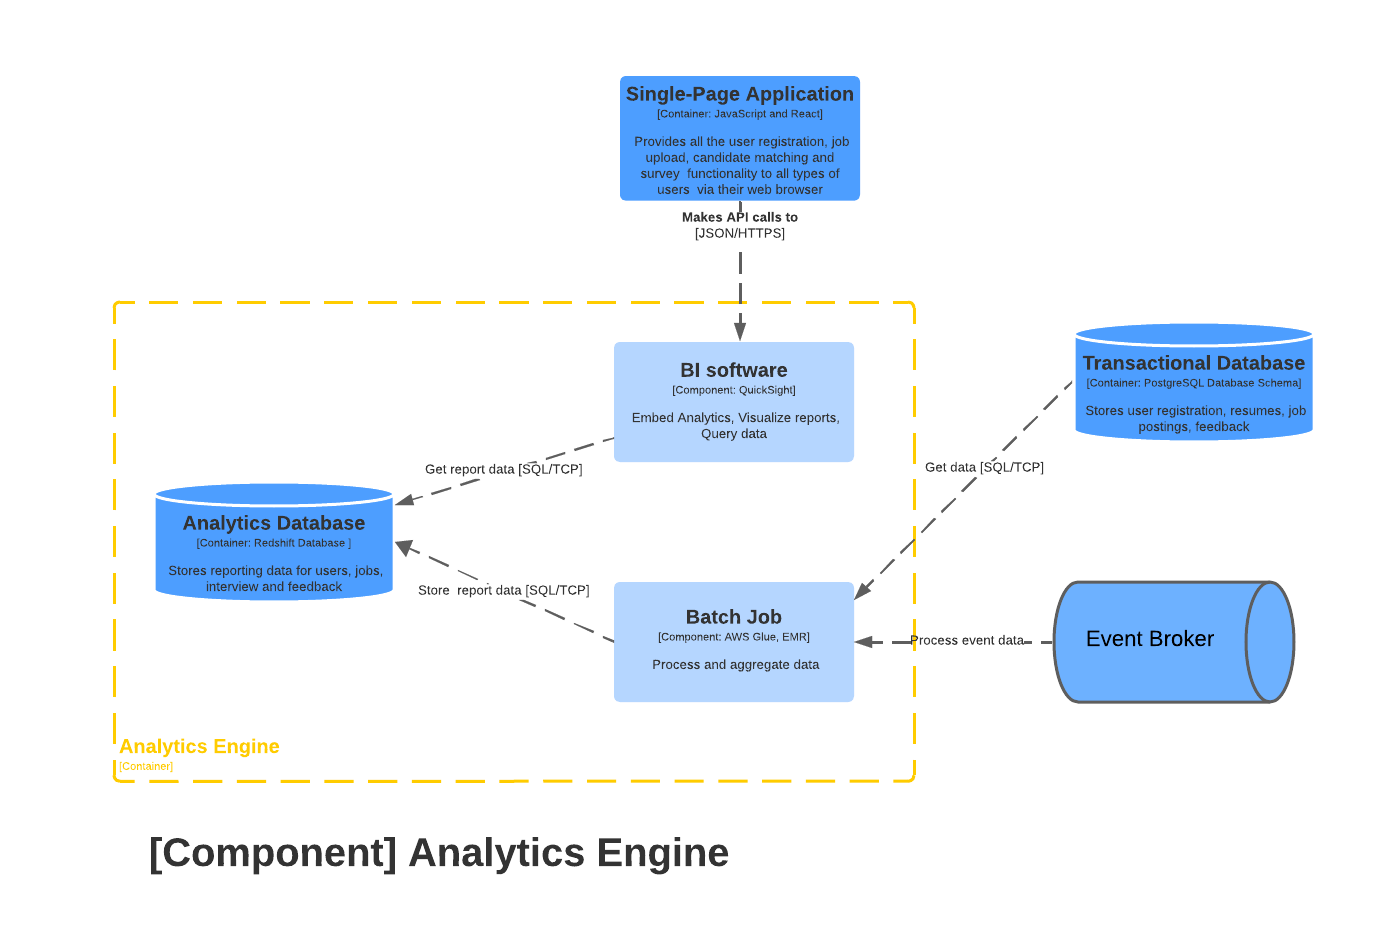 Single-Page Application
[Container: JavaScript and React]
Provides all the user registration, job
upload, candidate matching and
survey  functionality to all types of
users  via their web browser
Makes API calls to
[JSON/HTTPS]
BI software
[Component: QuickSight]
Embed Analytics, Visualize reports,
Query data
Transactional Database
[Container: PostgreSQL Database Schema]
Stores user registration, resumes, job
postings, feedback
Get report data [SQL/TCP]
Get data [SQL/TCP]
Analytics Database
[Container: Redshift Database ]
Stores reporting data for users, jobs,
interview and feedback
Store  report data [SQL/TCP]
Batch Job
[Component: AWS Glue, EMR]
Process and aggregate data
Process event data
Event Broker
Analytics Engine
[Container]
[Component] Analytics Engine